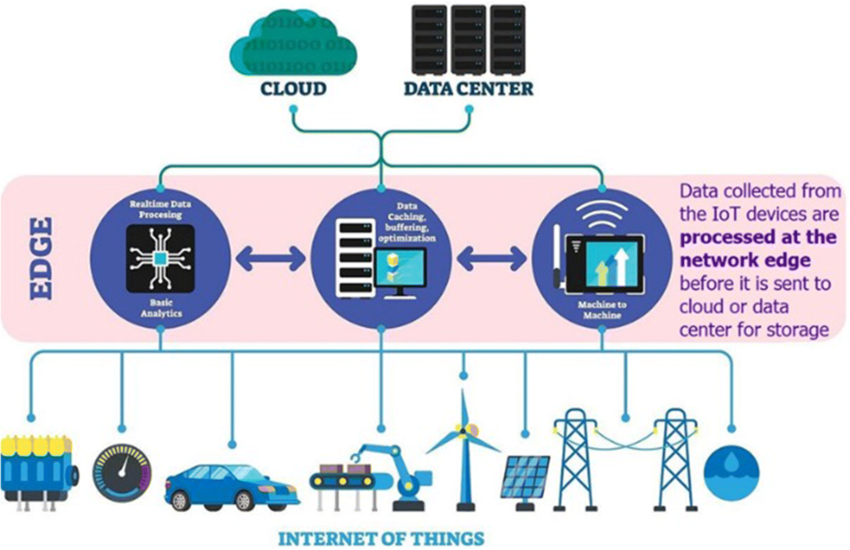 CLOUD
DATA CENTER
EDGE
Realtime Data
Procesing
Basic
Analytics
Data
Caching,
buffering,
optimization
Machine to
Machine
Data collected from
the IoT devices are
processed at the
network edge
before it is sent to
cloud or data
center for storage
INTERNET OF THINGS